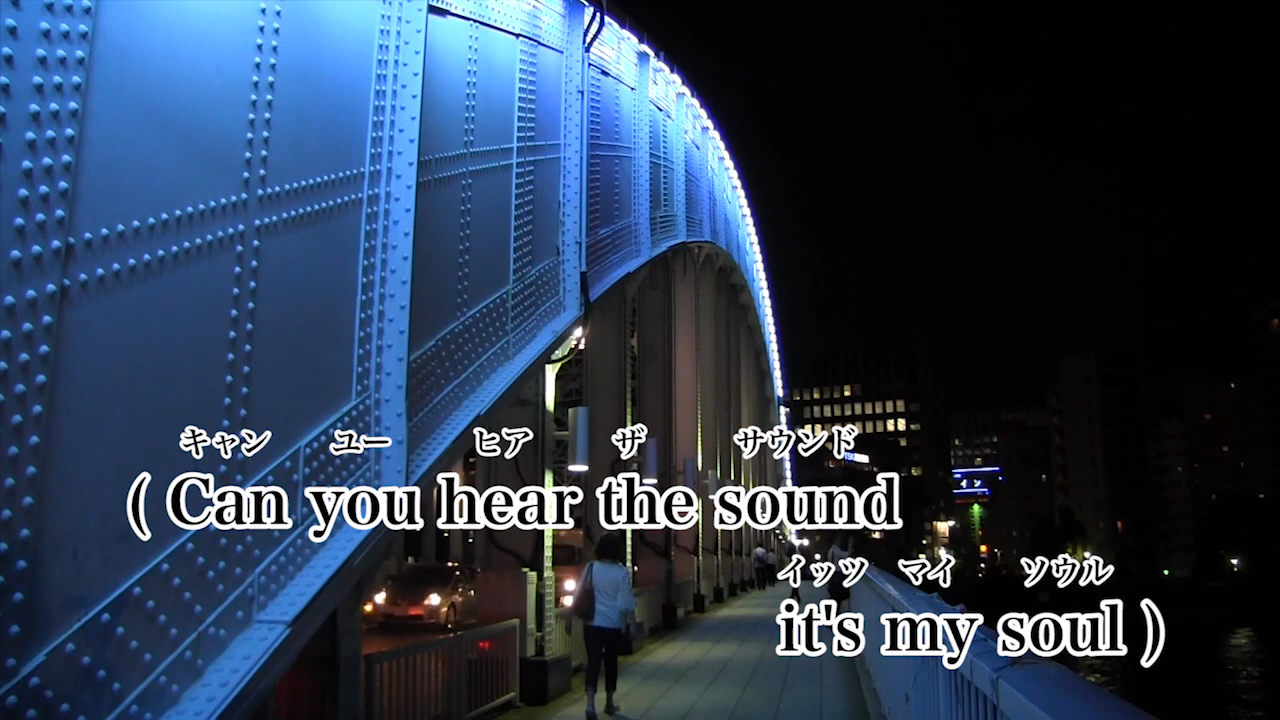 キャン ユー ヒア ザ サウンド
( Can you hear the sound
イッツ マイ ソウル
it's my soul )